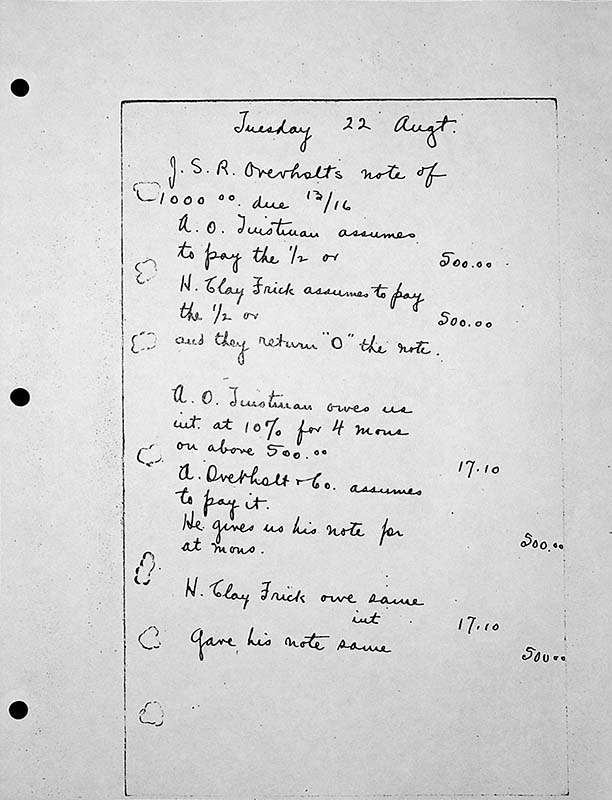 Tuesday 22 Augt.
J. S. R. Overholts note of
1000 00. due 13/16
A. O. Tinstman assumes
to pay the 1/2 or 500.00
H. Clay Frick assumes to pay
the 1/2 or 500.00
and they return "O" the note.
A. O. Tinstman owes us
int. at 10% for 4 mons
on above 500.00 17.10
A. Overholt & Co. assumes
to pay it.
He gives us his note for 500.00
at mons.
H. Clay Frick owe same
int 17.10
Gave his note same 500 00